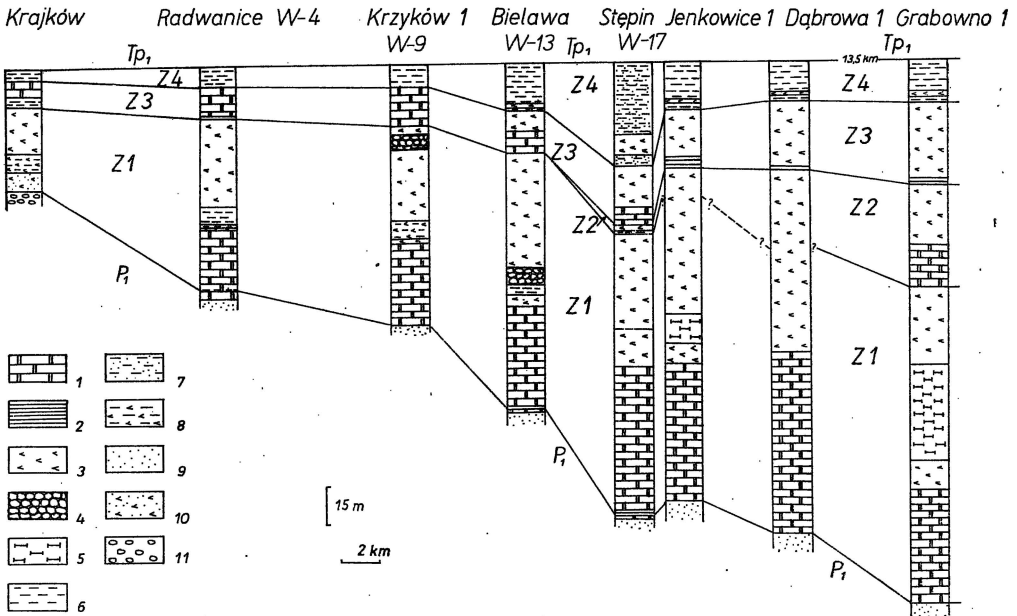 Krajków Radwanice W-4 Krzyków 1 Bielawa Stępin Jenkowice 1 Dąbrowa 1 Grabowno 1
W-9 W-13 Tp₁ W-17 Tp₁
Tp₁
13,5 km
Z4 Z4 Z4
Z3 Z3
Z1 Z3
Z2 Z2
? ? ?
P₁ Z1 Z1
1 7
2 8
3 9
P₁
4 10 15 m
5 11 2 km
P₁
6